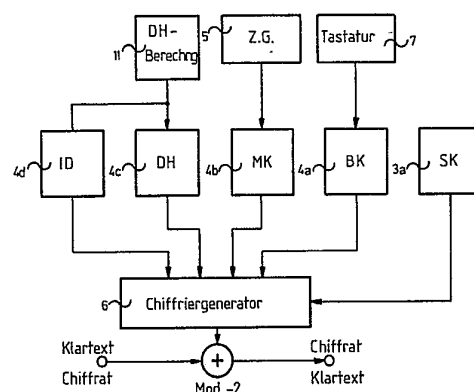 DH-
Berechng
11
5
Z.G.
Tastatur
7
4d
ID
4c
DH
4b
MK
4a
BK
3a
SK
6
Chiffriergenerator
Klartext
Chiffrat
+
Chiffrat
Klartext
Mod.-2